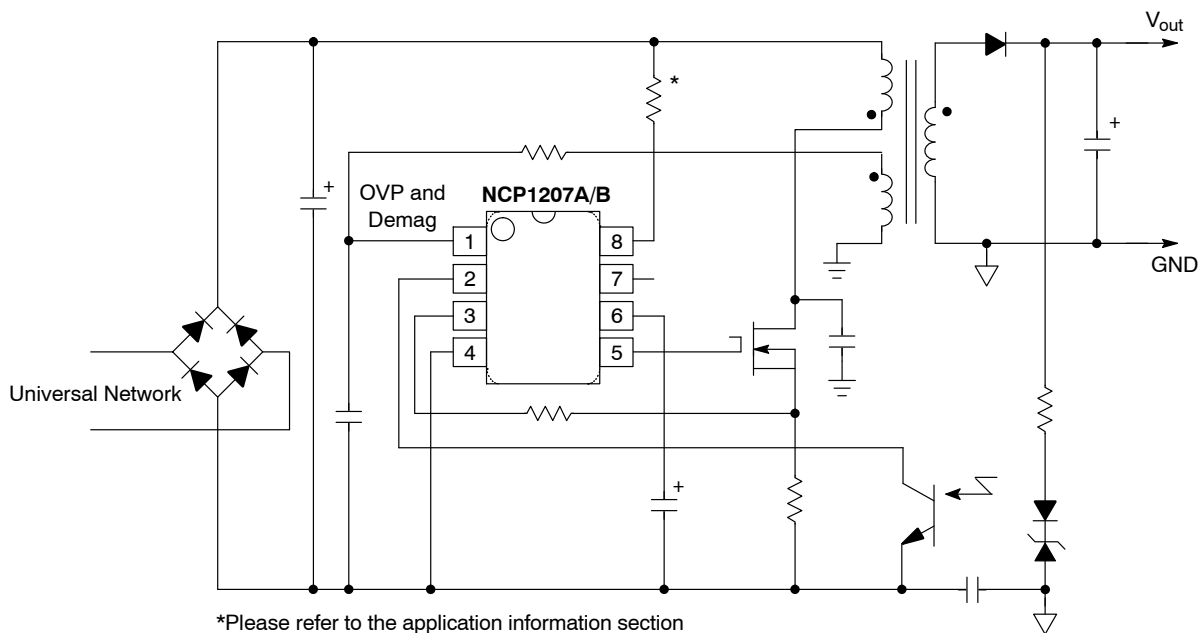 Vout
+
*
+
OVP and
Demag
NCP1207A/B
1
8
GND
2
7
3
6
4
5
Universal Network
+
*Please refer to the application information section